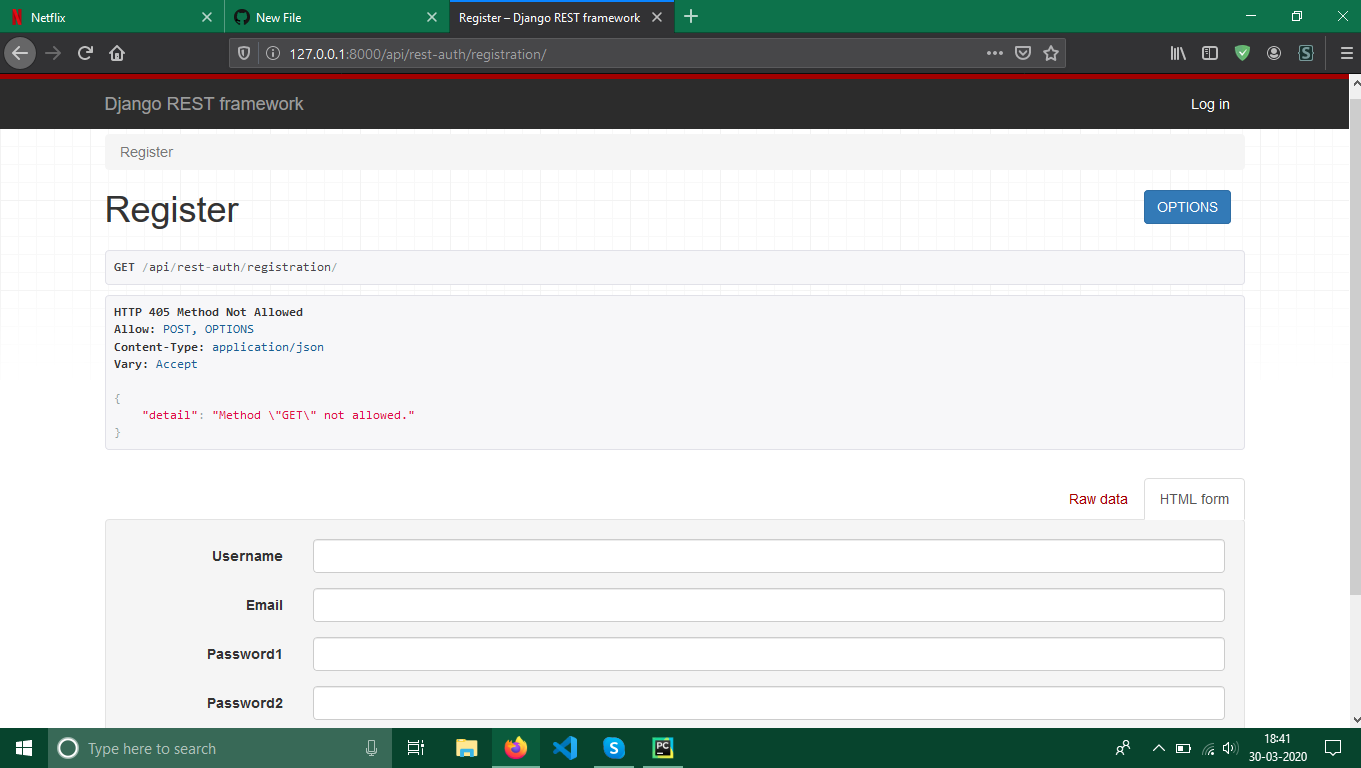 Netflix
New File
Register – Django REST framework
127.0.0.1:8000/api/rest-auth/registration/
Django REST framework
Log in
Register
Register
OPTIONS
GET /api/rest-auth/registration/
HTTP 405 Method Not Allowed
Allow: POST, OPTIONS
Content-Type: application/json
Vary: Accept
{
"detail": "Method \"GET\" not allowed."
}
Raw data
HTML form
Username
Email
Password1
Password2
Type here to search
18:41
30-03-2020